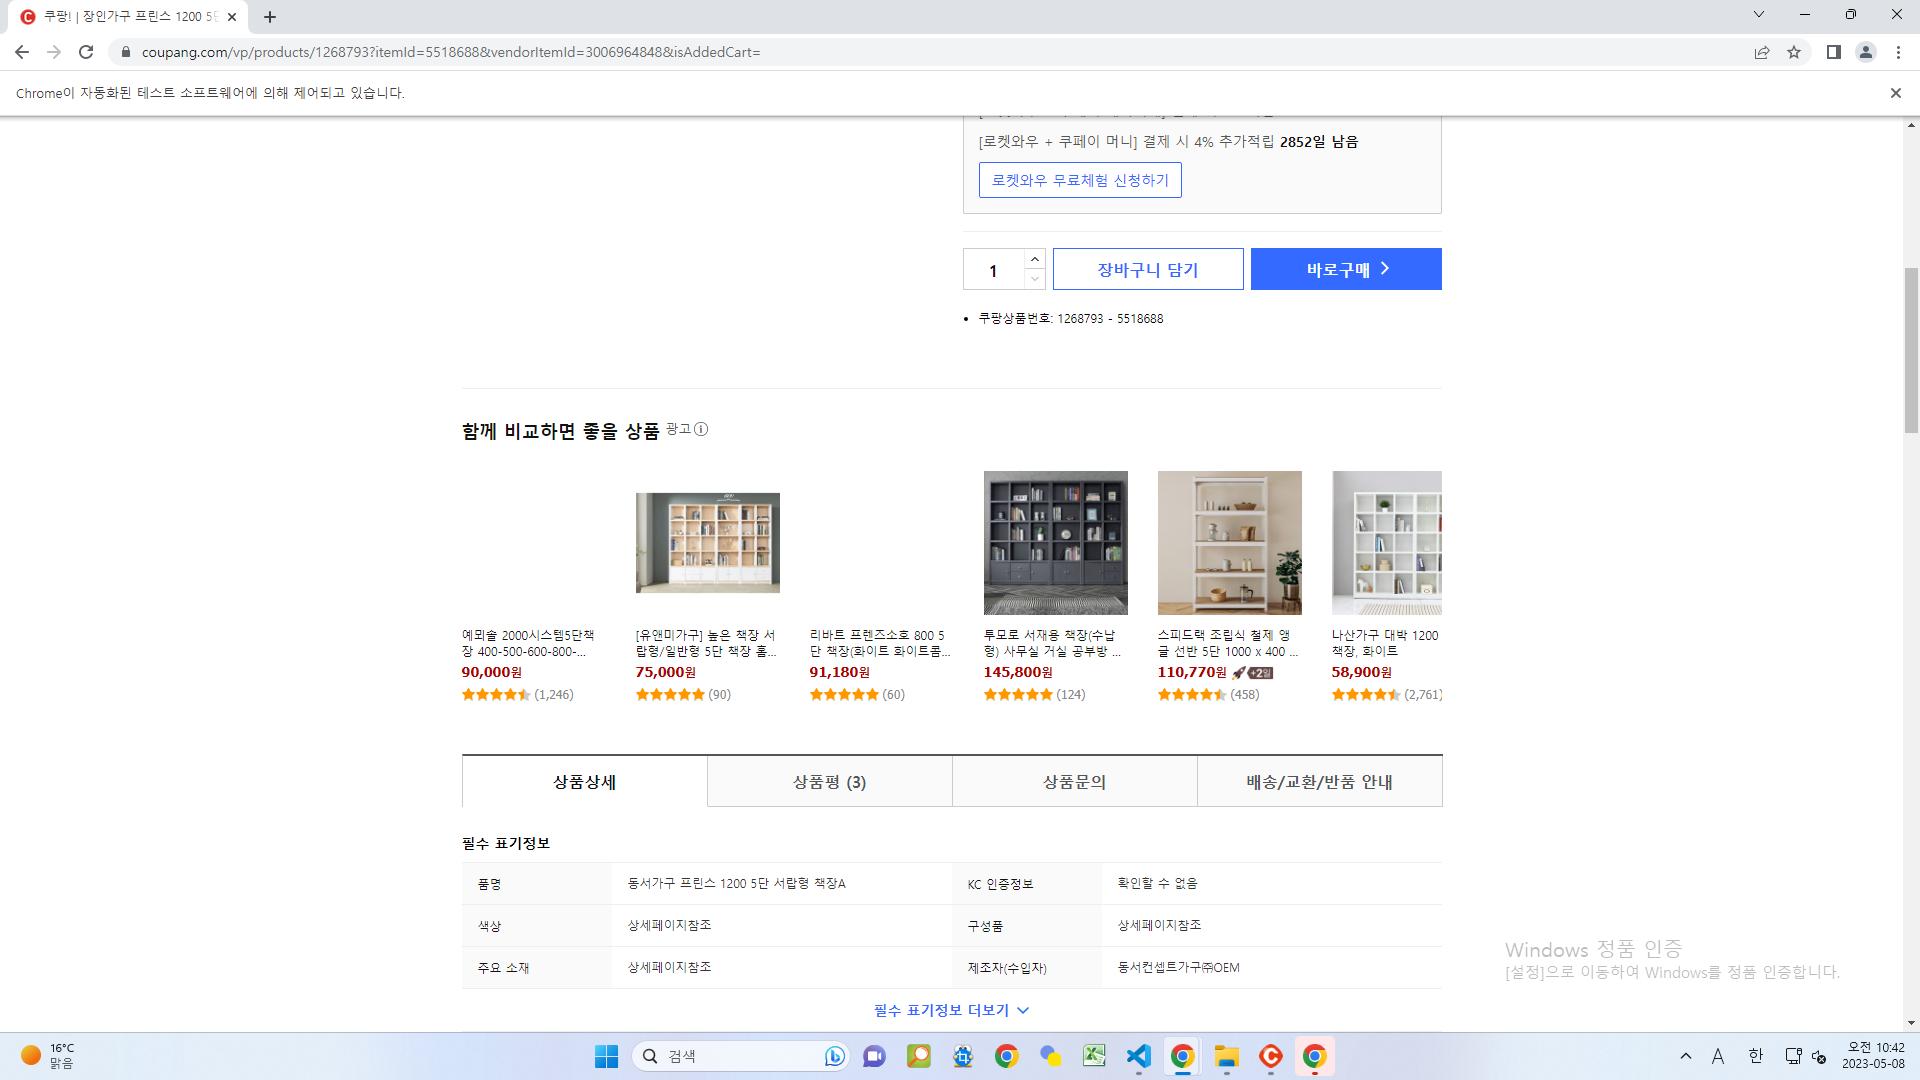 쿠팡! | 장인가구 프린스 1200 5단
coupang.com/vp/products/1268793?itemId=5518688&vendorItemId=3006964848&isAddedCart=
Chrome이 자동화된 테스트 소프트웨어에 의해 제어되고 있습니다.
[로켓와우 + 쿠페이 머니] 결제 시 4% 추가적립 2852일 남음
로켓와우 무료체험 신청하기
1
장바구니 담기
바로구매
• 쿠팡상품번호: 1268793 - 5518688
함께 비교하면 좋을 상품 광고
예뫼솔 2000시스템5단책
장 400-500-600-800-...
90,000원
(1,246)
[유앤미가구] 높은 책장 서
랍형/일반형 5단 책장 홈...
75,000원
(90)
리바트 프렌즈소호 800 5
단 책장(화이트 화이트콤...
91,180원
(60)
투모로 서재용 책장(수납
형) 사무실 거실 공부방 ...
145,800원
(124)
스피드랙 조립식 철제 앵
글 선반 5단 1000 x 400 ...
110,770원 +2일
(458)
나산가구 대박 1200
책장, 화이트
58,900원
(2,761)
상품상세
상품평 (3)
상품문의
배송/교환/반품 안내
필수 표기정보
품명 동서가구 프린스 1200 5단 서랍형 책장A KC 인증정보 확인할 수 없음
색상 상세페이지참조 구성품 상세페이지참조
주요 소재 상세페이지참조 제조자(수입자) 동서컨셉트가구㈜OEM
필수 표기정보 더보기
Windows 정품 인증
[설정]으로 이동하여 Windows를 정품 인증합니다.
16°C
맑음
검색
A
한
오전 10:42
2023-05-08